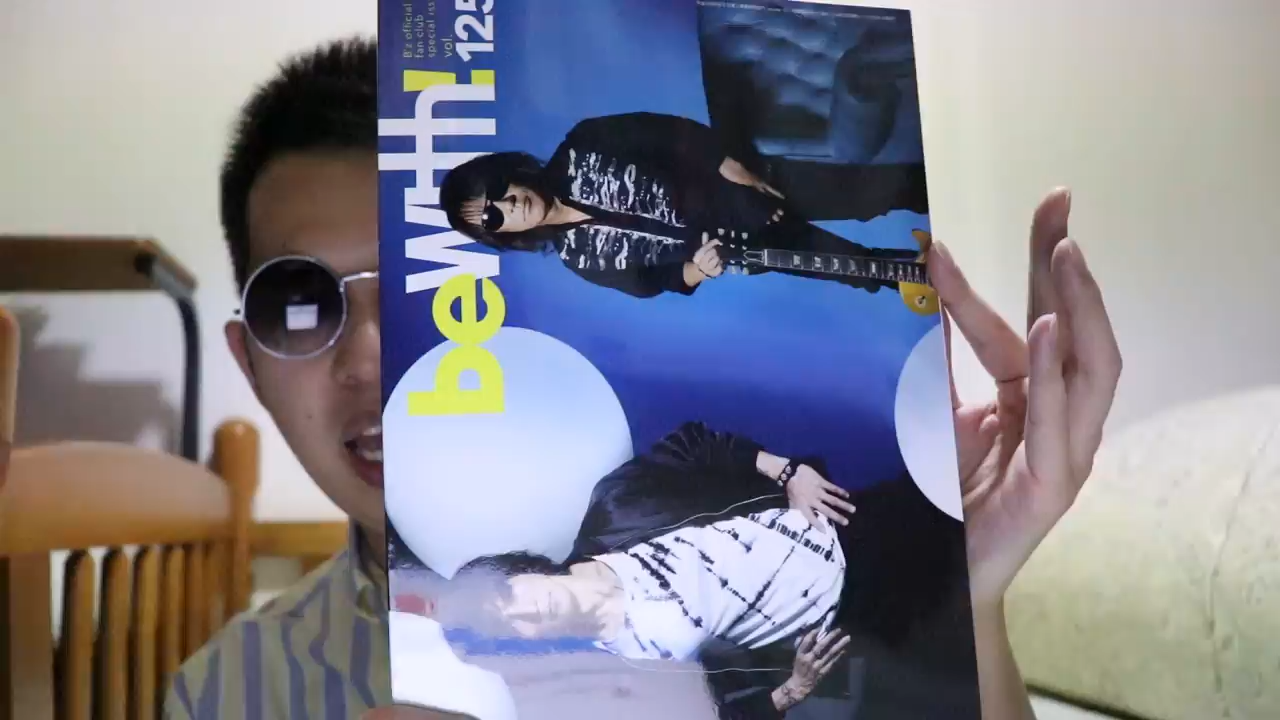 be with!
B'z official
fan club
special iss
vol.
125